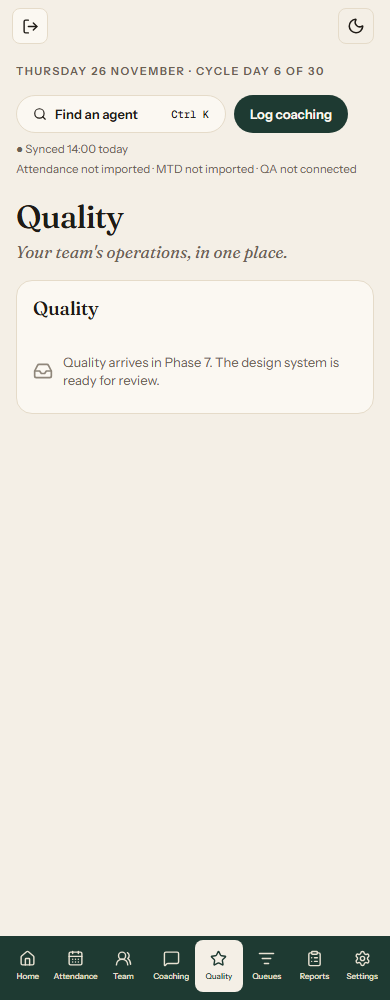 THURSDAY 26 NOVEMBER · CYCLE DAY 6 OF 30
Find an agent Ctrl K
Log coaching
● Synced 14:00 today
Attendance not imported · MTD not imported · QA not connected
Quality
Your team's operations, in one place.
Quality
Quality arrives in Phase 7. The design system is
ready for review.
Home Attendance Team Coaching Quality Queues Reports Settings